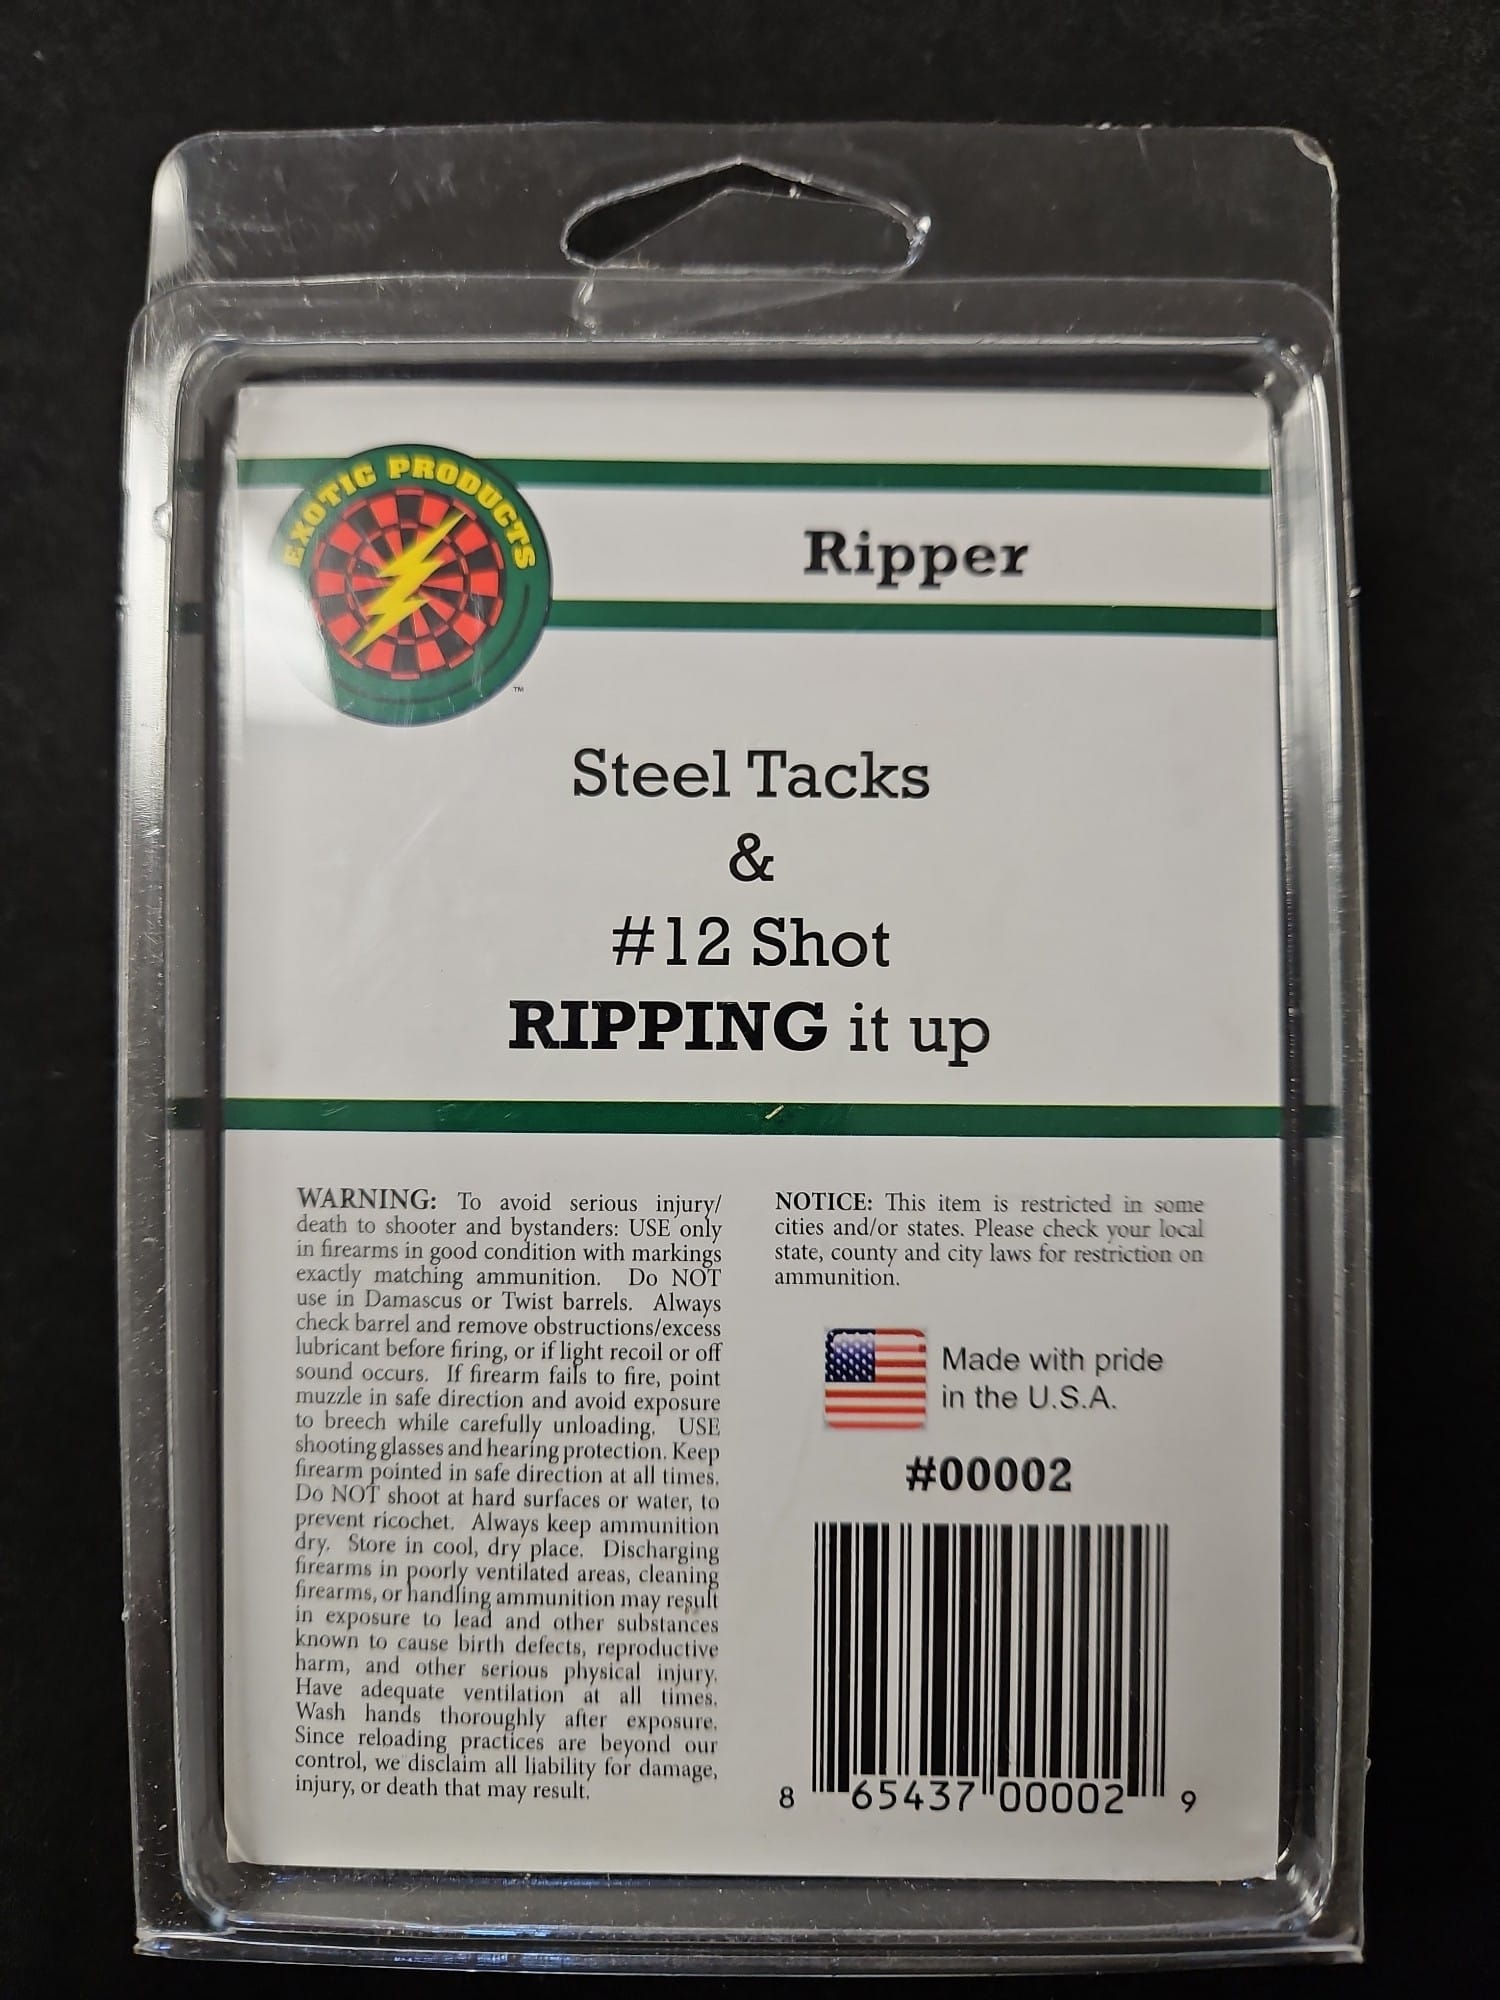 EXOTIC PRODUCTS
TM
Ripper
Steel Tacks
&
#12 Shot
RIPPING it up
WARNING: To avoid serious injury/
death to shooter and bystanders: USE only
in firearms in good condition with markings
exactly matching ammunition. Do NOT
use in Damascus or Twist barrels. Always
check barrel and remove obstructions/excess
lubricant before firing, or if light recoil or off
sound occurs. If firearm fails to fire, point
muzzle in safe direction and avoid exposure
to breech while carefully unloading. USE
shooting glasses and hearing protection. Keep
firearm pointed in safe direction at all times.
Do NOT shoot at hard surfaces or water, to
prevent ricochet. Always keep ammunition
dry. Store in cool, dry place. Discharging
firearms in poorly ventilated areas, cleaning
firearms, or handling ammunition may result
in exposure to lead and other substances
known to cause birth defects, reproductive
harm, and other serious physical injury.
Have adequate ventilation at all times.
Wash hands thoroughly after exposure.
Since reloading practices are beyond our
control, we disclaim all liability for damage,
injury, or death that may result.
NOTICE: This item is restricted in some
cities and/or states. Please check your local
state, county and city laws for restriction on
ammunition.
Made with pride
in the U.S.A.
#00002
8 65437 00002 9